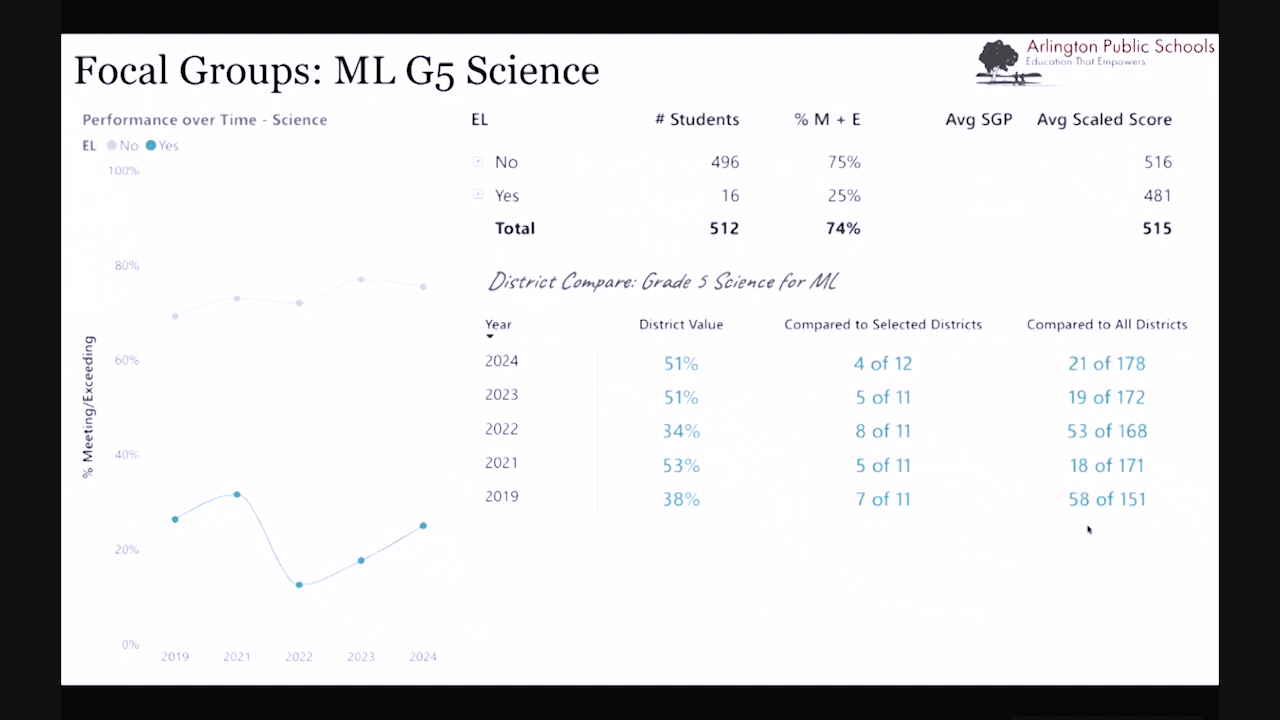 Focal Groups: ML G5 Science
Arlington Public Schools
Education That Empowers
Performance over Time - Science
EL No Yes
100%
80%
60%
40%
20%
0%
% Meeting/Exceeding
2019 2021 2022 2023 2024
EL # Students % M + E Avg SGP Avg Scaled Score
No 496 75% 516
Yes 16 25% 481
Total 512 74% 515
District Compare: Grade 5 Science for ML
Year District Value Compared to Selected Districts Compared to All Districts
2024 51% 4 of 12 21 of 178
2023 51% 5 of 11 19 of 172
2022 34% 8 of 11 53 of 168
2021 53% 5 of 11 18 of 171
2019 38% 7 of 11 58 of 151